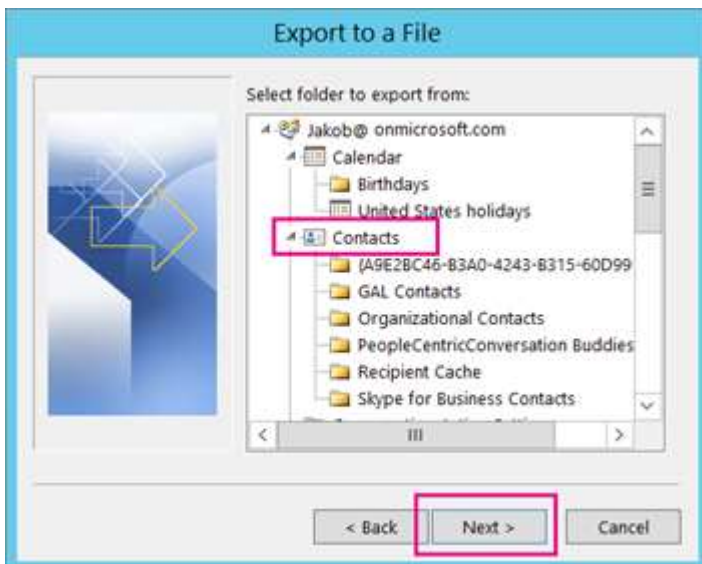 Export to a File
Select folder to export from:
Jakob@ onmicrosoft.com
Calendar
Birthdays
United States holidays
Contacts
{A9E2BC46-B3A0-4243-B315-60D99
GAL Contacts
Organizational Contacts
PeopleCentricConversation Buddies
Recipient Cache
Skype for Business Contacts
< Back
Next >
Cancel